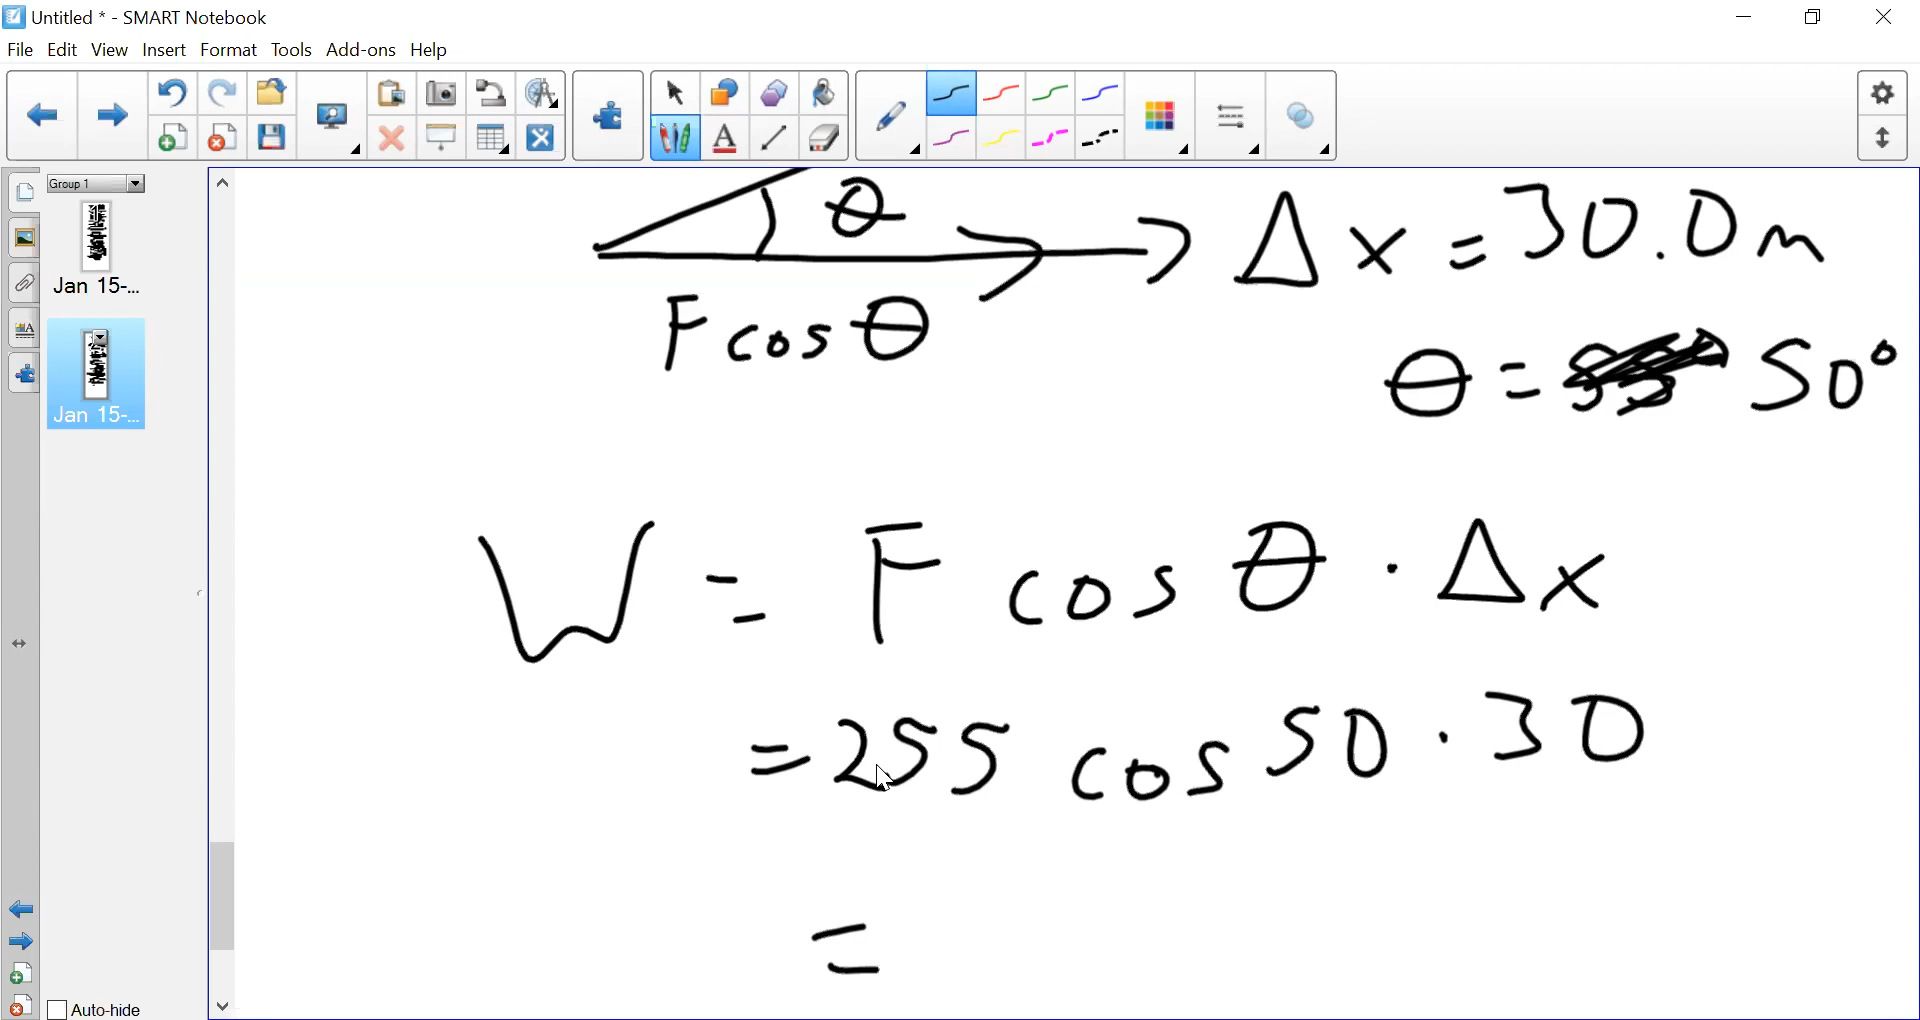 Untitled * - SMART Notebook
File Edit View Insert Format Tools Add-ons Help
Group 1
Jan 15-...
Jan 15-...
θ
Δx = 30.0 m
F cos θ
θ = 50°
W = F cos θ · Δx
= 255 cos 50 · 30
=
Auto-hide